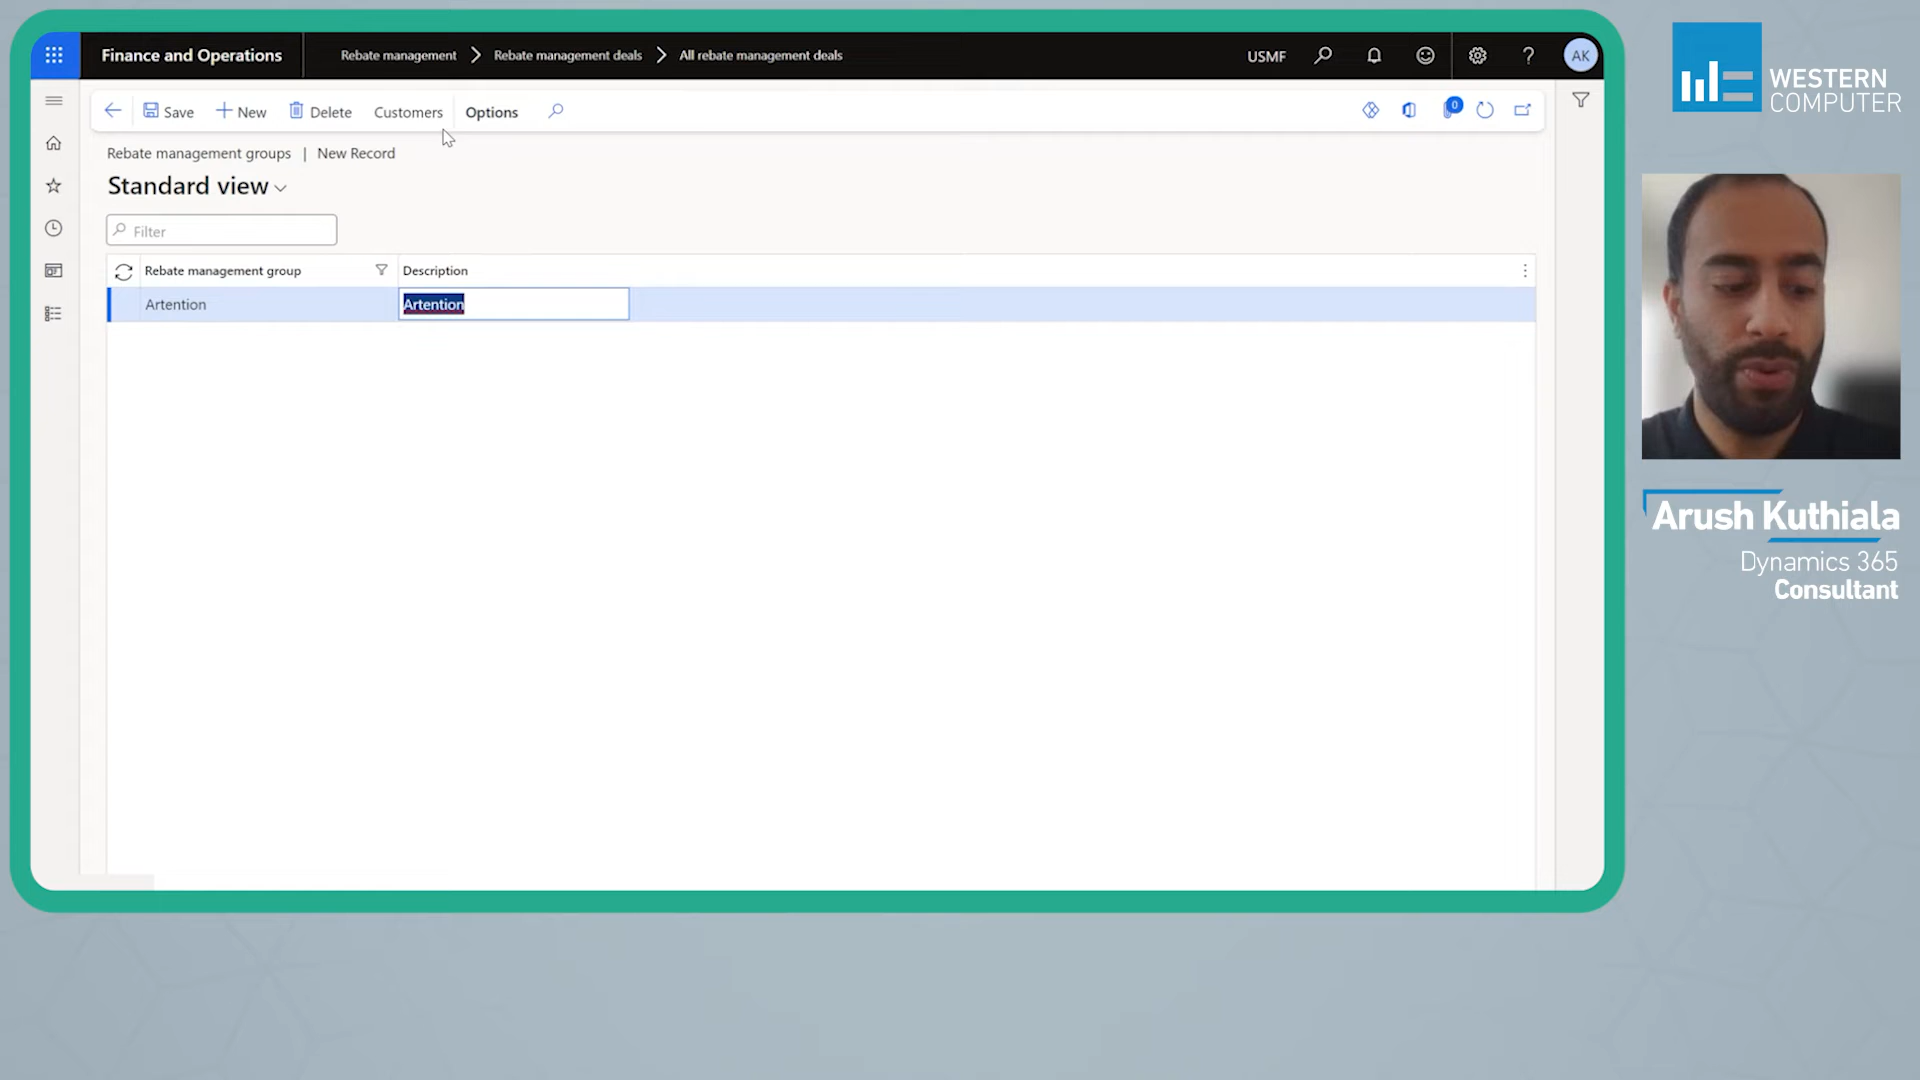 Finance and Operations
Rebate management
Rebate management deals
All rebate management deals
USMF
AK
Save
New
Delete
Customers
Options
0
Rebate management groups | New Record
Standard view
Filter
Rebate management group
Description
Artention
Artention
WESTERN
COMPUTER
Arush Kuthiala
Dynamics 365
Consultant